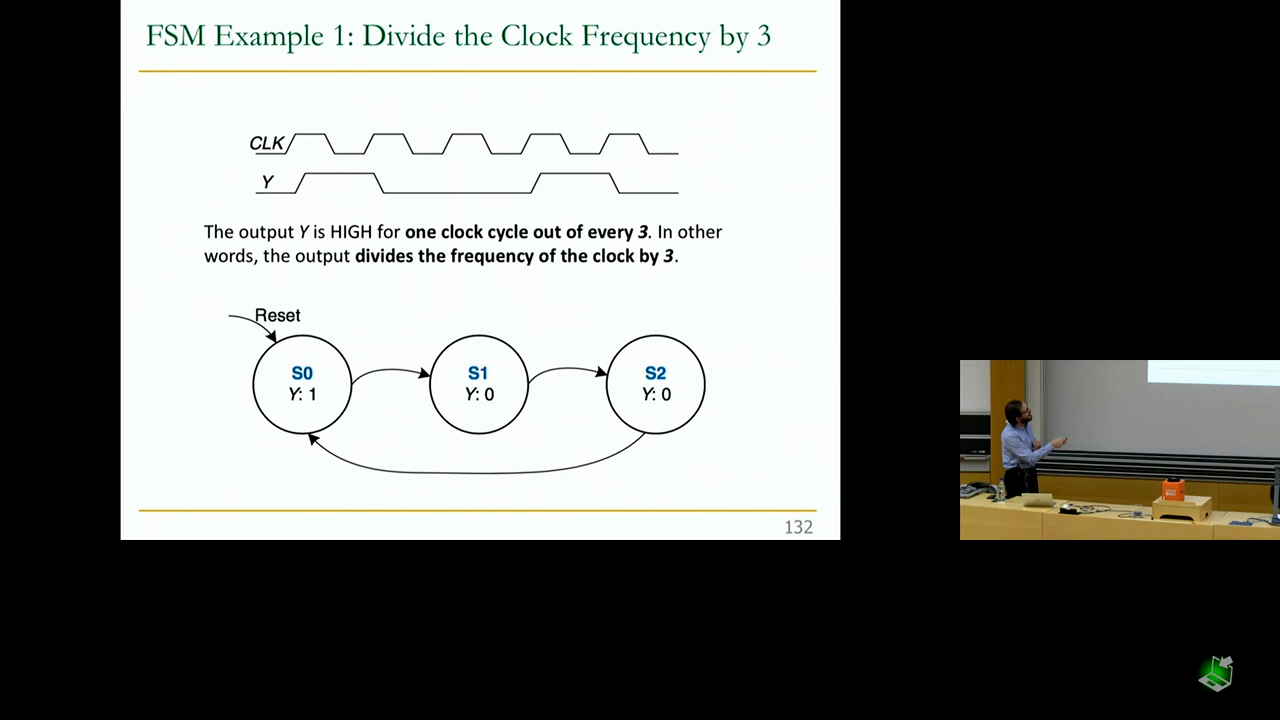 FSM Example 1: Divide the Clock Frequency by 3
CLK
Y
The output Y is HIGH for one clock cycle out of every 3. In other
words, the output divides the frequency of the clock by 3.
Reset
S0
Y: 1
S1
Y: 0
S2
Y: 0
132